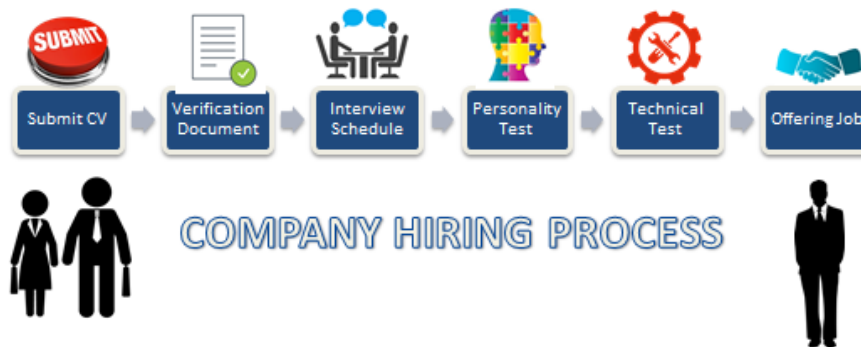 SUBMIT
Submit CV
Verification
Document
Interview
Schedule
Personality
Test
Technical
Test
Offering Job
COMPANY HIRING PROCESS